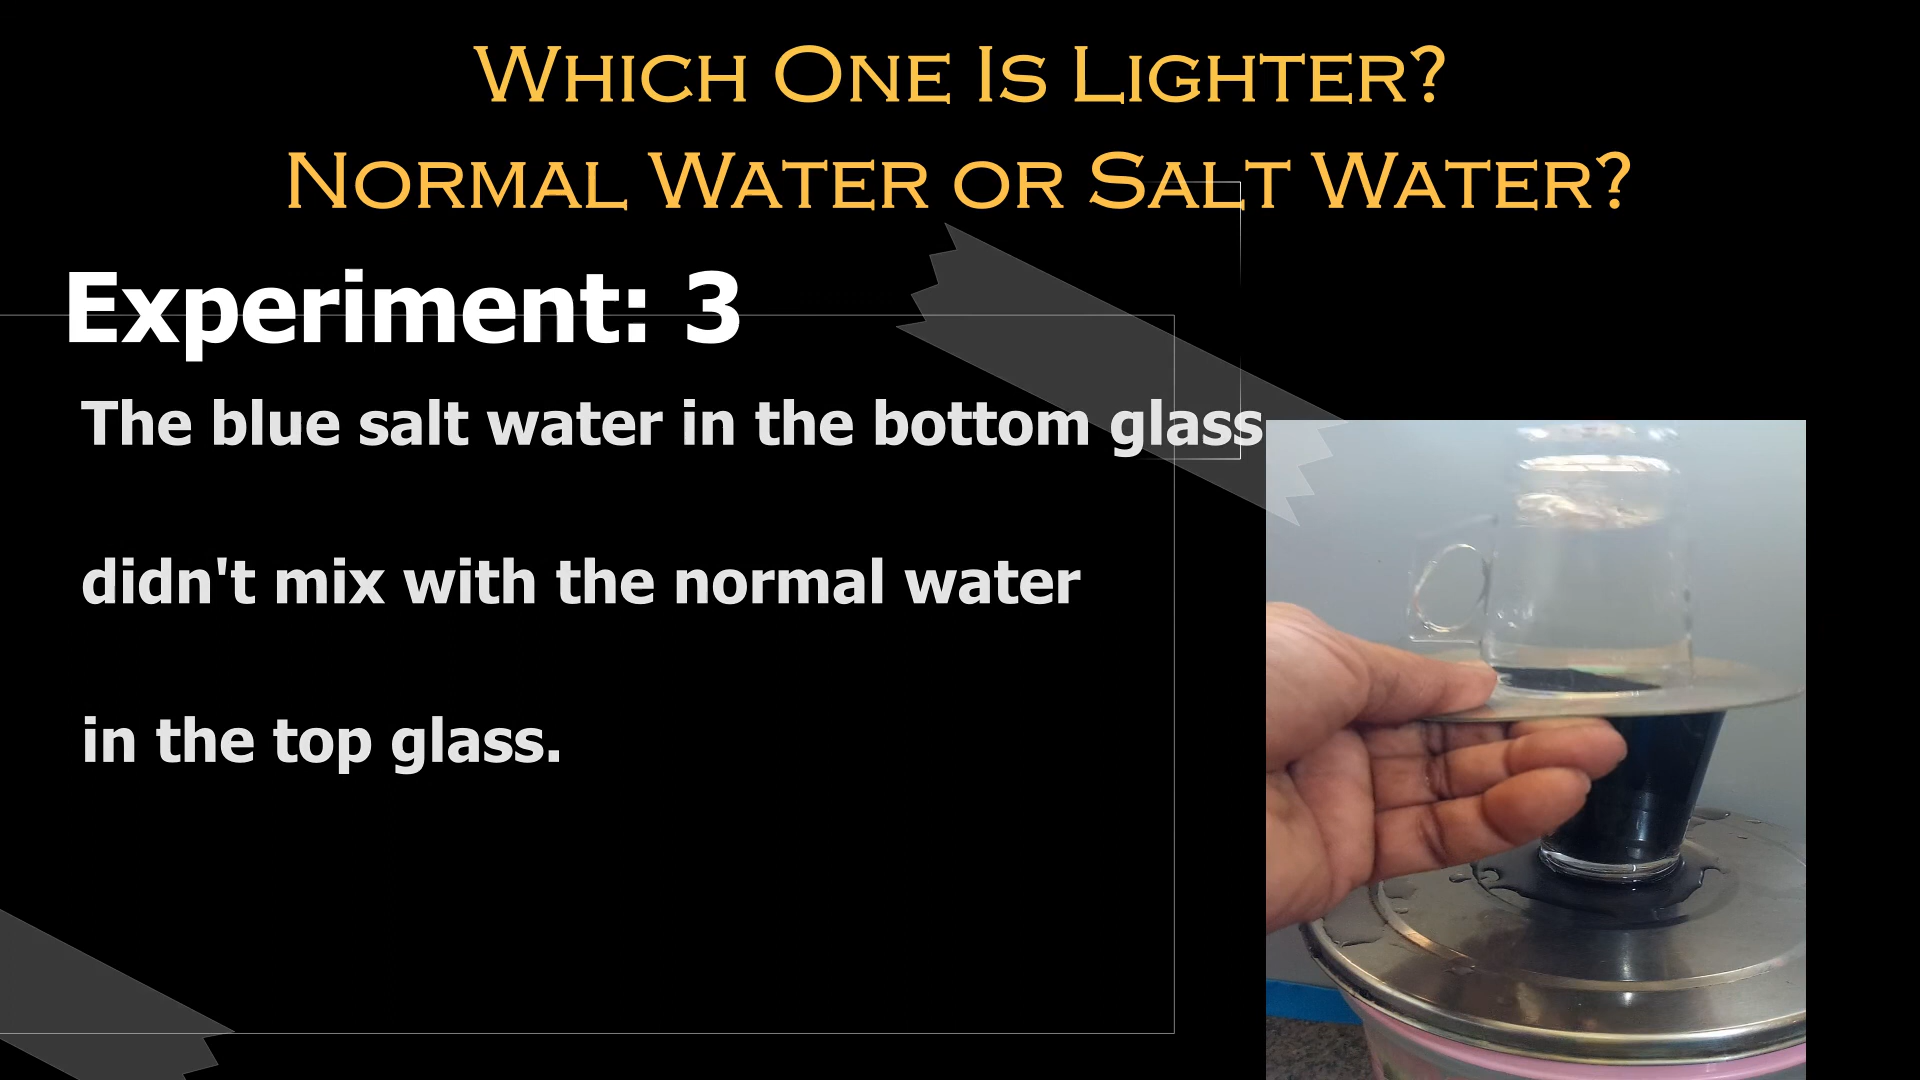 Which One Is Lighter?
Normal Water or Salt Water?
Experiment: 3
The blue salt water in the bottom glass
didn't mix with the normal water
in the top glass.